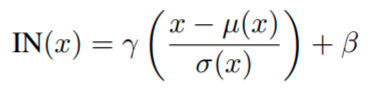 IN(x) = γ ( (x − μ(x)) / σ(x) ) + β